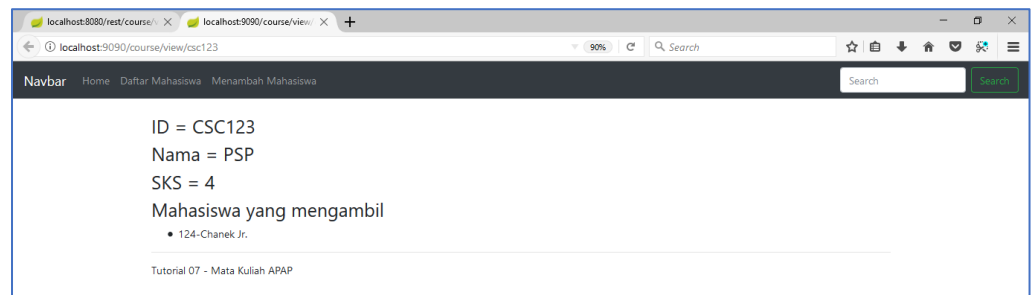 localhost:8080/rest/course/ localhost:9090/course/view/
localhost:9090/course/view/csc123 90% Search
Navbar Home Daftar Mahasiswa Menambah Mahasiswa Search Search
ID = CSC123
Nama = PSP
SKS = 4
Mahasiswa yang mengambil
• 124-Chanek Jr.
Tutorial 07 - Mata Kuliah APAP